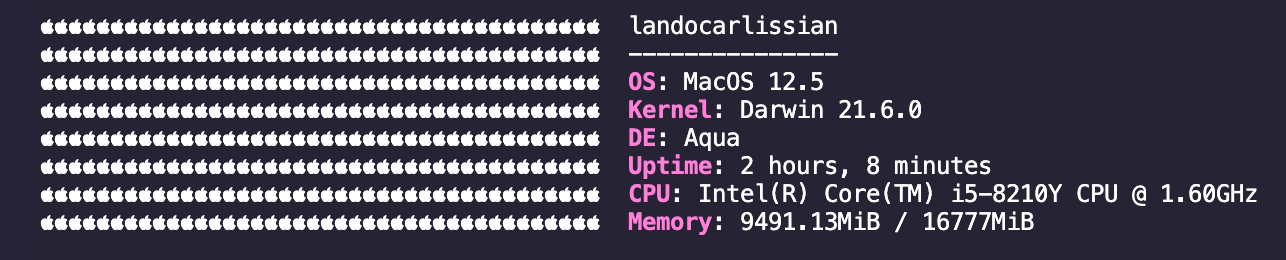 landocarlissian
---------------
OS: MacOS 12.5
Kernel: Darwin 21.6.0
DE: Aqua
Uptime: 2 hours, 8 minutes
CPU: Intel(R) Core(TM) i5-8210Y CPU @ 1.60GHz
Memory: 9491.13MiB / 16777MiB